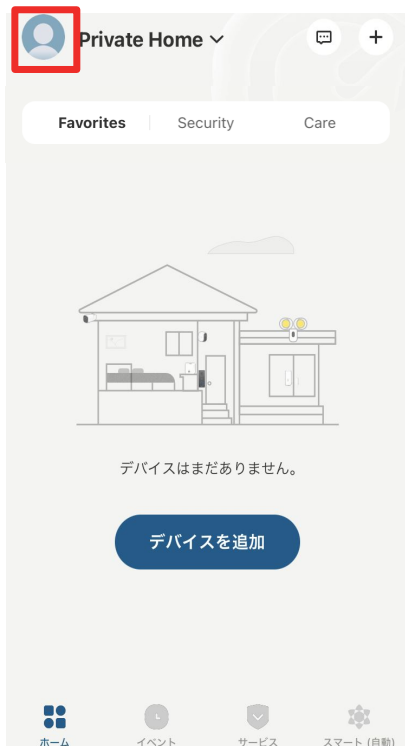 Private Home
Favorites
Security
Care
デバイスはまだありません。
デバイスを追加
ホーム
イベント
サービス
スマート (自動)